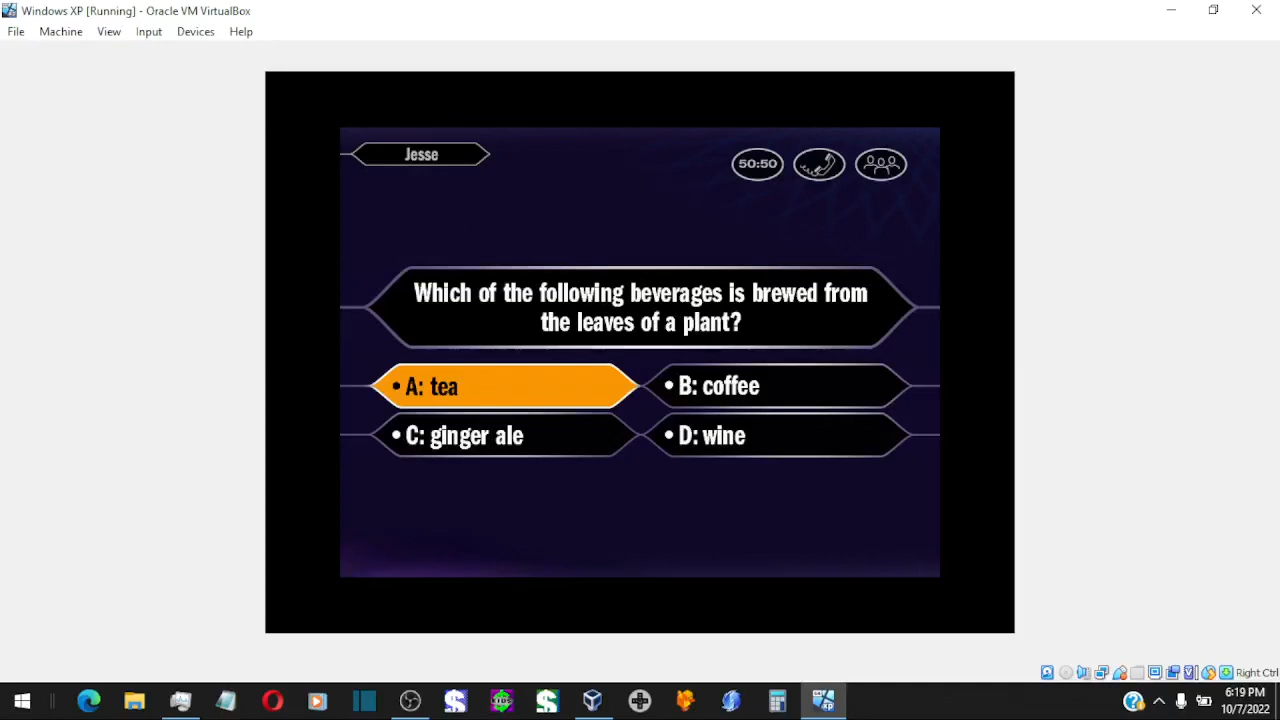 Windows XP [Running] - Oracle VM VirtualBox
File Machine View Input Devices Help
Jesse
50:50
Which of the following beverages is brewed from
the leaves of a plant?
• A: tea
• B: coffee
• C: ginger ale
• D: wine
Right Ctrl
6:19 PM
10/7/2022